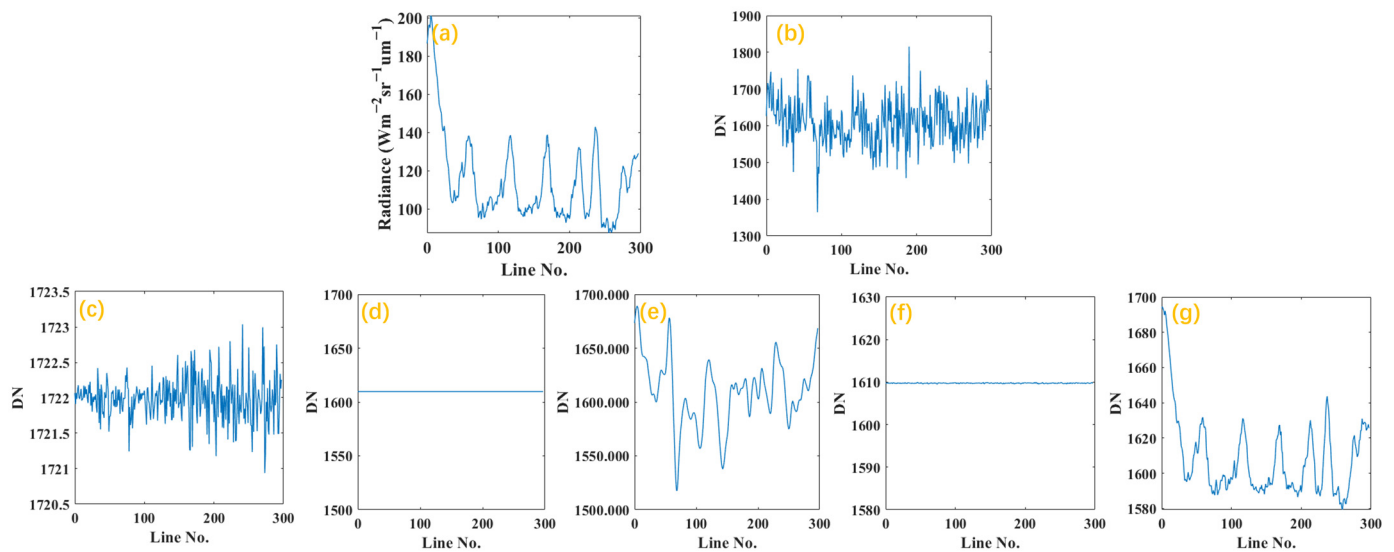 (a)
Radiance (Wm−2sr−1um−1)
200
180
160
140
120
100
0 100 200 300
Line No.
(b)
DN
1900
1800
1700
1600
1500
1400
1300
0 100 200 300
Line No.
(c)
DN
1723.5
1723
1722.5
1722
1721.5
1721
1720.5
0 100 200 300
Line No.
(d)
DN
1700
1650
1600
1550
1500
0 100 200 300
Line No.
(e)
DN
1700.000
1650.000
1600.000
1550.000
1500.000
0 100 200 300
Line No.
(f)
DN
1630
1620
1610
1600
1590
1580
0 100 200 300
Line No.
(g)
DN
1700
1680
1660
1640
1620
1600
1580
0 100 200 300
Line No.